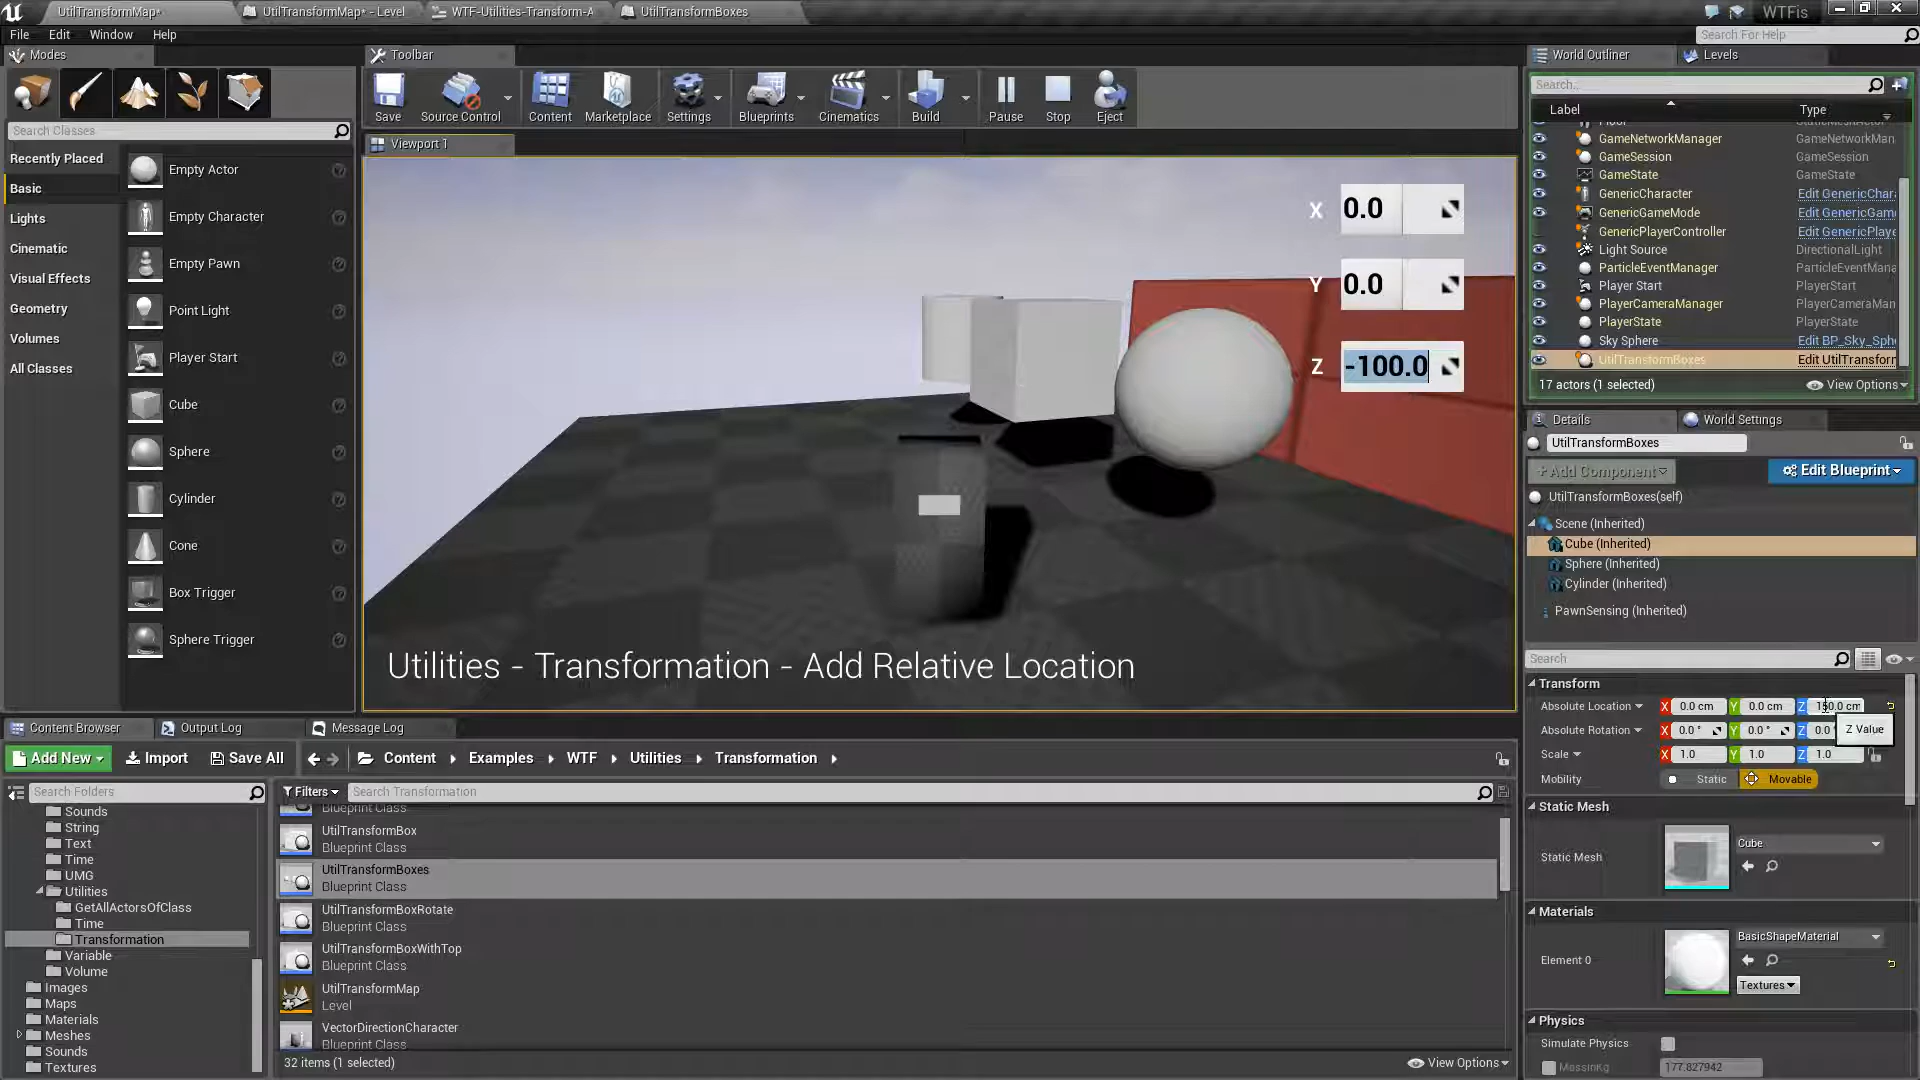 UtilTransformMap*
UtilTransformMap* - Level
WTF-Utilities-Transform-A
UtilTransformBoxes
WTFis
File Edit Window Help
Search For Help
Modes
Toolbar
World Outliner
Levels
Save
Source Control
Content
Marketplace
Settings
Blueprints
Cinematics
Build
Pause
Stop
Eject
Search Classes
Viewport 1
Search...
Label
Type
Recently Placed
Basic
Lights
Cinematic
Visual Effects
Geometry
Volumes
All Classes
Empty Actor
Empty Character
Empty Pawn
Point Light
Player Start
Cube
Sphere
Cylinder
Cone
Box Trigger
Sphere Trigger
X 0.0
Y 0.0
Z -100.0
Utilities - Transformation - Add Relative Location
GameNetworkManager GameNetworkMan
GameSession GameSession
GameState GameState
GenericCharacter Edit GenericChar
GenericGameMode Edit GenericGam
GenericPlayerController Edit GenericPlaye
Light Source DirectionalLight
ParticleEventManager ParticleEventMana
Player Start PlayerStart
PlayerCameraManager PlayerCameraMan
PlayerState PlayerState
Sky Sphere Edit BP_Sky_Sph
UtilTransformBoxes Edit UtilTransform
17 actors (1 selected)
View Options
Details
World Settings
UtilTransformBoxes
+ Add Component
Edit Blueprint
UtilTransformBoxes(self)
Scene (Inherited)
Cube (Inherited)
Sphere (Inherited)
Cylinder (Inherited)
PawnSensing (Inherited)
Search
Transform
Absolute Location X 0.0 cm Y 0.0 cm Z
Absolute Rotation X 0.0 ° Y 0.0 ° Z 0.0
Z Value
Scale X 1.0 Y 1.0 Z 1.0
Mobility Static Movable
Static Mesh
Static Mesh Cube
Materials
Element 0 BasicShapeMaterial
Textures
Physics
Simulate Physics
MassInKg 177.827942
Content Browser
Output Log
Message Log
Add New
Import
Save All
Content
Examples
WTF
Utilities
Transformation
Search Folders
Filters
Search Transformation
Sounds
String
Text
Time
UMG
Utilities
GetAllActorsOfClass
Time
Transformation
Variable
Volume
Images
Maps
Materials
Meshes
Sounds
Textures
Blueprint Class
UtilTransformBox
Blueprint Class
UtilTransformBoxes
Blueprint Class
UtilTransformBoxRotate
Blueprint Class
UtilTransformBoxWithTop
Blueprint Class
UtilTransformMap
Level
VectorDirectionCharacter
Blueprint Class
32 items (1 selected)
View Options